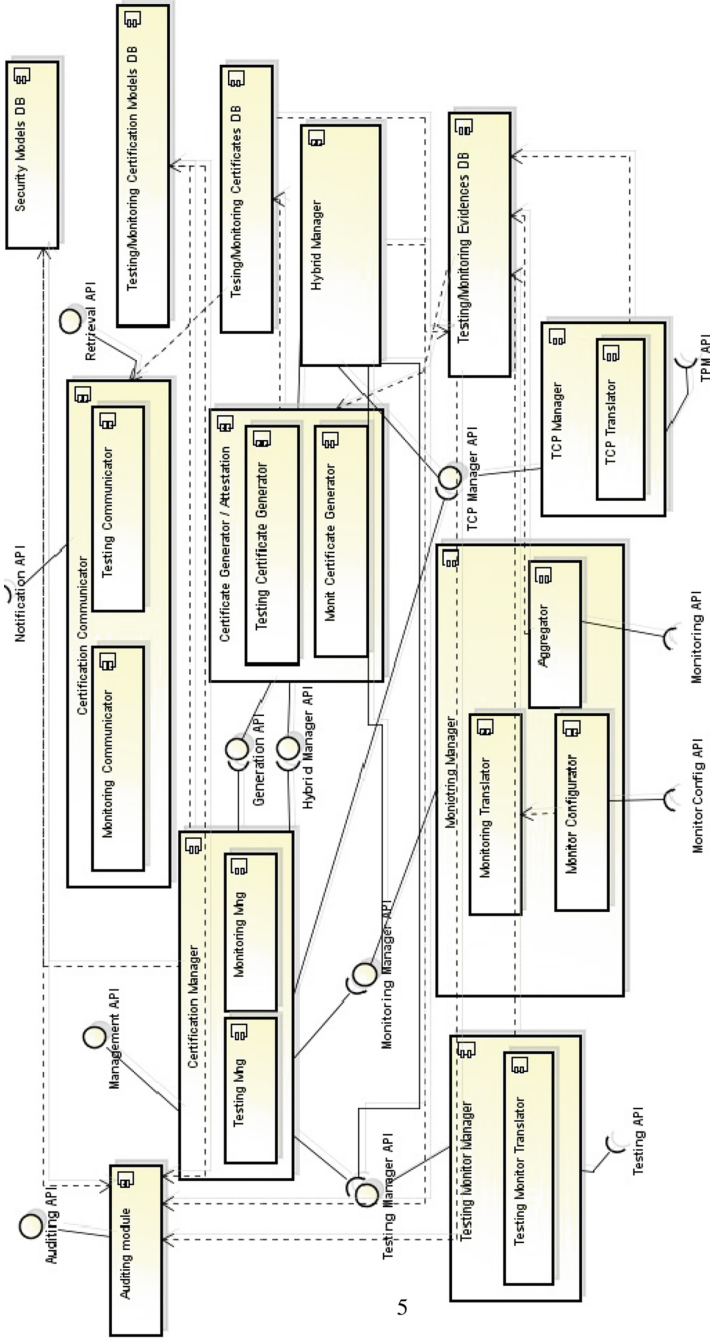 Auditing API
Auditing module
Management API
Notification API
Security Models DB
Certification Communicator
Monitoring Communicator
Testing Communicator
Retrieval API
Testing/Monitoring Certification Models DB
Certification Manager
Testing Mng
Monitoring Mng
Generation API
Hybrid Manager API
Certificate Generator / Attestation
Testing Certificate Generator
Monit Certificate Generator
Tesing/Monitoring Certificates DB
Hybrid Manager
Testing Manager API
Monitoring Manager API
TCP Manager API
Testing/Monitoring Evidences DB
Testing Monitor Manager
Testing Monitor Translator
Moniotring Manager
Monitoring Translator
Monitor Configurator
Aggregator
TCP Manager
TCP Translator
Testing API
Monitor Config API
Monitoring API
TPM API
5